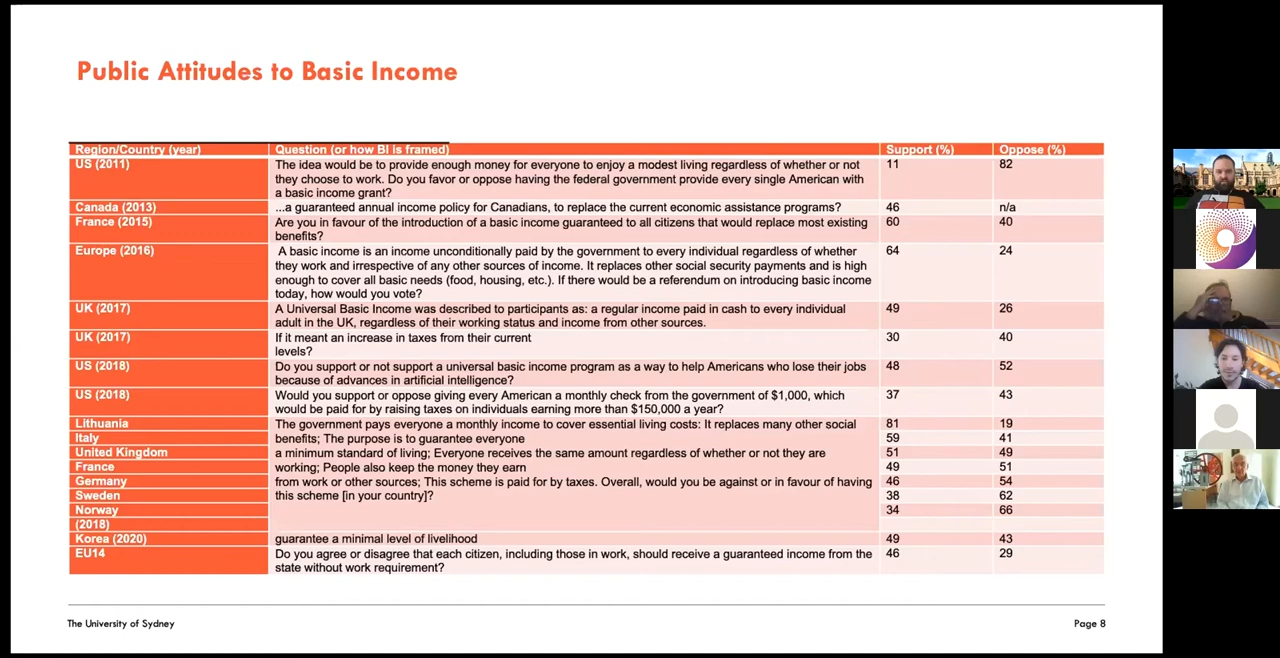 Public Attitudes to Basic Income
Region/Country (year) Question (or how BI is framed) Support (%) Oppose (%)
US (2011) The idea would be to provide enough money for everyone to enjoy a modest living regardless of whether or not 11 82
they choose to work. Do you favor or oppose having the federal government provide every single American with
a basic income grant?
Canada (2013) ...a guaranteed annual income policy for Canadians, to replace the current economic assistance programs? 46 n/a
France (2015) Are you in favour of the introduction of a basic income guaranteed to all citizens that would replace most existing 60 40
benefits?
Europe (2016) A basic income is an income unconditionally paid by the government to every individual regardless of whether 64 24
they work and irrespective of any other sources of income. It replaces other social security payments and is high
enough to cover all basic needs (food, housing, etc.). If there would be a referendum on introducing basic income
today, how would you vote?
UK (2017) A Universal Basic Income was described to participants as: a regular income paid in cash to every individual 49 26
adult in the UK, regardless of their working status and income from other sources.
UK (2017) If it meant an increase in taxes from their current 30 40
levels?
US (2018) Do you support or not support a universal basic income program as a way to help Americans who lose their jobs 48 52
because of advances in artificial intelligence?
US (2018) Would you support or oppose giving every American a monthly check from the government of $1,000, which 37 43
would be paid for by raising taxes on individuals earning more than $150,000 a year?
Lithuania The government pays everyone a monthly income to cover essential living costs: It replaces many other social 81 19
Italy benefits; The purpose is to guarantee everyone 59 41
United Kingdom a minimum standard of living; Everyone receives the same amount regardless of whether or not they are 51 49
France working; People also keep the money they earn 49 51
Germany from work or other sources; This scheme is paid for by taxes. Overall, would you be against or in favour of having 46 54
Sweden this scheme [in your country]? 38 62
Norway 34 66
(2018)
Korea (2020) guarantee a minimal level of livelihood 49 43
EU14 Do you agree or disagree that each citizen, including those in work, should receive a guaranteed income from the 46 29
state without work requirement?
The University of Sydney Page 8